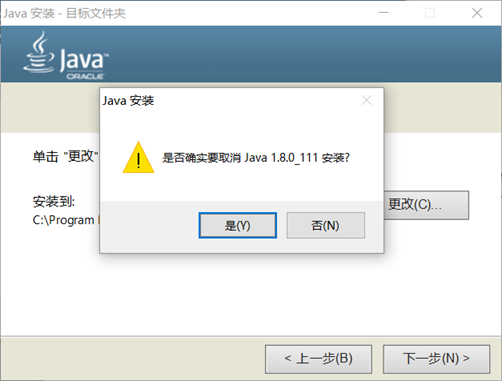 Java 安装 - 目标文件夹
Java™
ORACLE
Java 安装
是否确实要取消 Java 1.8.0_111 安装?
是(Y)
否(N)
单击 "更改"
安装到:
C:\Program
更改(C)...
< 上一步(B)
下一步(N) >